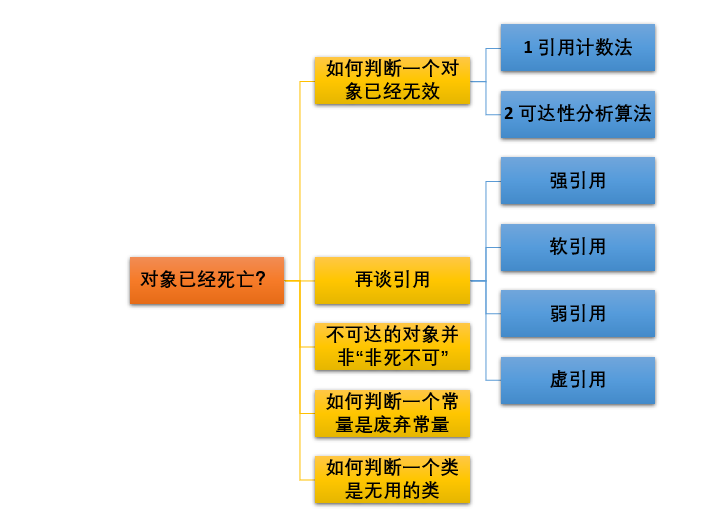 对象已经死亡？
如何判断一个对
象已经无效
1 引用计数法
2 可达性分析算法
再谈引用
强引用
软引用
弱引用
虚引用
不可达的对象并
非“非死不可”
如何判断一个常
量是废弃常量
如何判断一个类
是无用的类